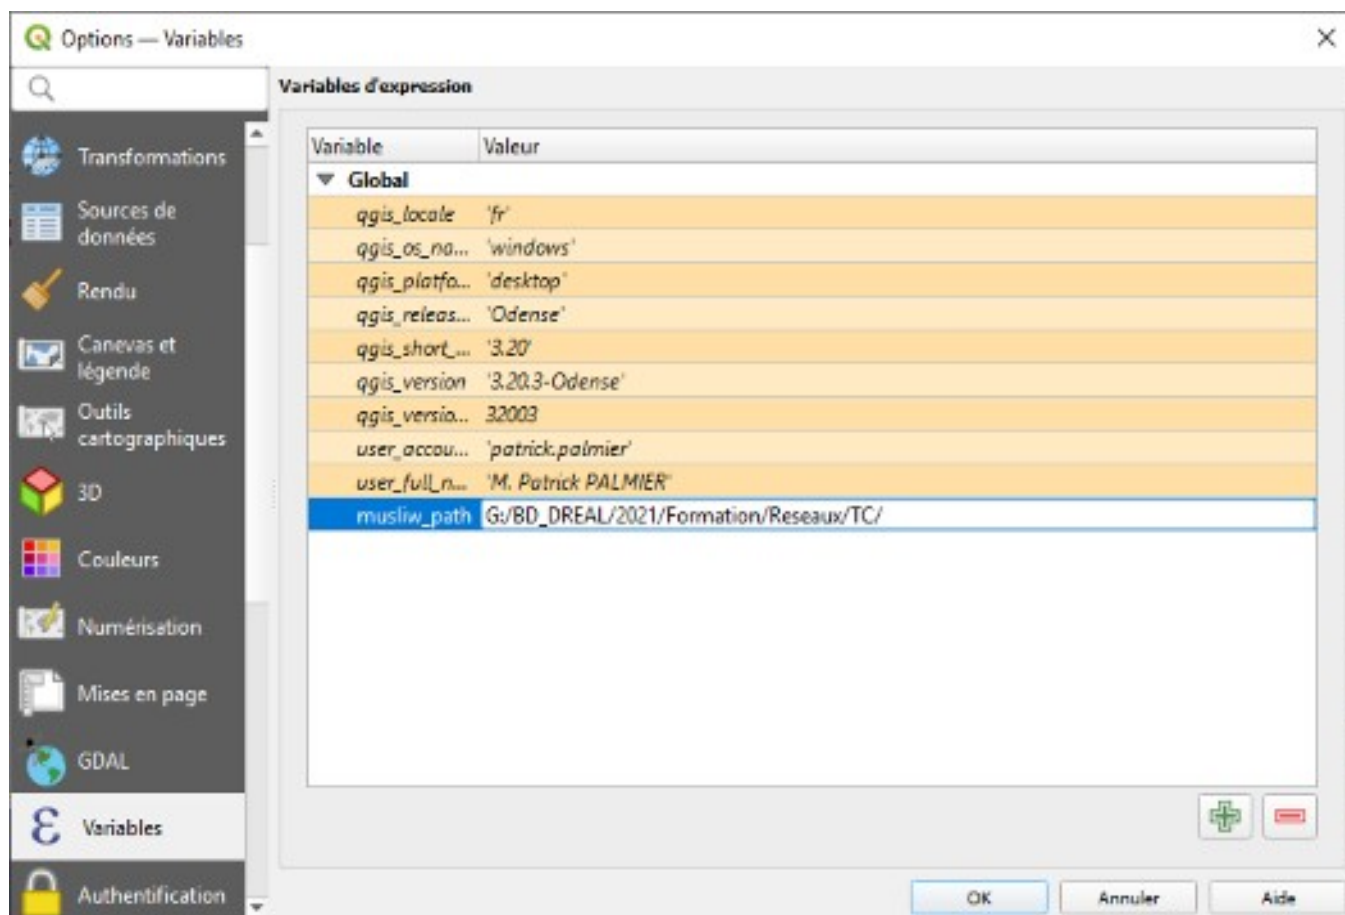 Options — Variables
Variables d'expression
Transformations
Sources de
données
Rendu
Canevas et
légende
Outils
cartographiques
3D
Couleurs
Numérisation
Mises en page
GDAL
Variables
Authentification
Variable Valeur
Global
qgis_locale 'fr'
qgis_os_na... 'windows'
qgis_platfo... 'desktop'
qgis_releas... 'Odense'
qgis_short_... '3.20'
qgis_version '3.20.3-Odense'
qgis_versio... 32003
user_accou... 'patrick.palmier'
user_full_n... 'M. Patrick PALMIER'
musliw_path G:/BD_DREAL/2021/Formation/Reseaux/TC/
OK Annuler Aide